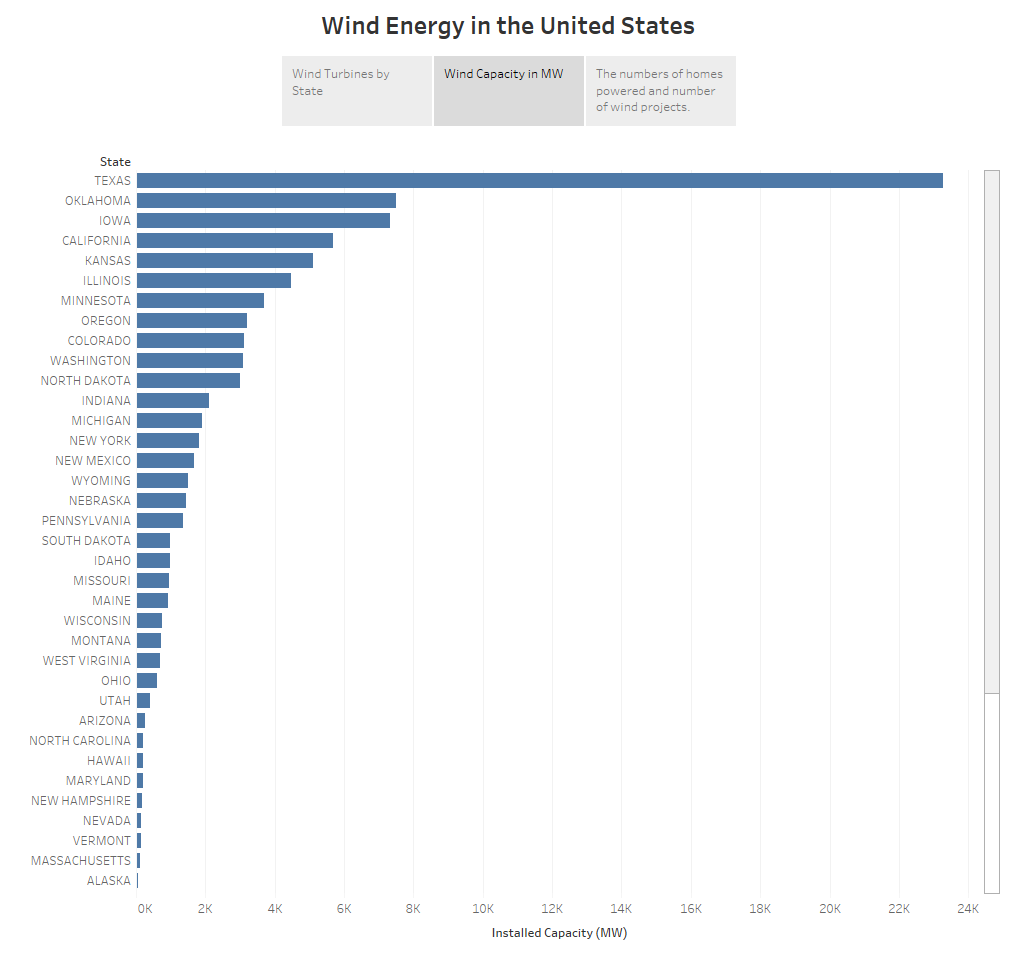 Wind Energy in the United States
Wind Turbines by
State
Wind Capacity in MW
The numbers of homes
powered and number
of wind projects.
State
TEXAS
OKLAHOMA
IOWA
CALIFORNIA
KANSAS
ILLINOIS
MINNESOTA
OREGON
COLORADO
WASHINGTON
NORTH DAKOTA
INDIANA
MICHIGAN
NEW YORK
NEW MEXICO
WYOMING
NEBRASKA
PENNSYLVANIA
SOUTH DAKOTA
IDAHO
MISSOURI
MAINE
WISCONSIN
MONTANA
WEST VIRGINIA
OHIO
UTAH
ARIZONA
NORTH CAROLINA
HAWAII
MARYLAND
NEW HAMPSHIRE
NEVADA
VERMONT
MASSACHUSETTS
ALASKA
0K 2K 4K 6K 8K 10K 12K 14K 16K 18K 20K 22K 24K
Installed Capacity (MW)